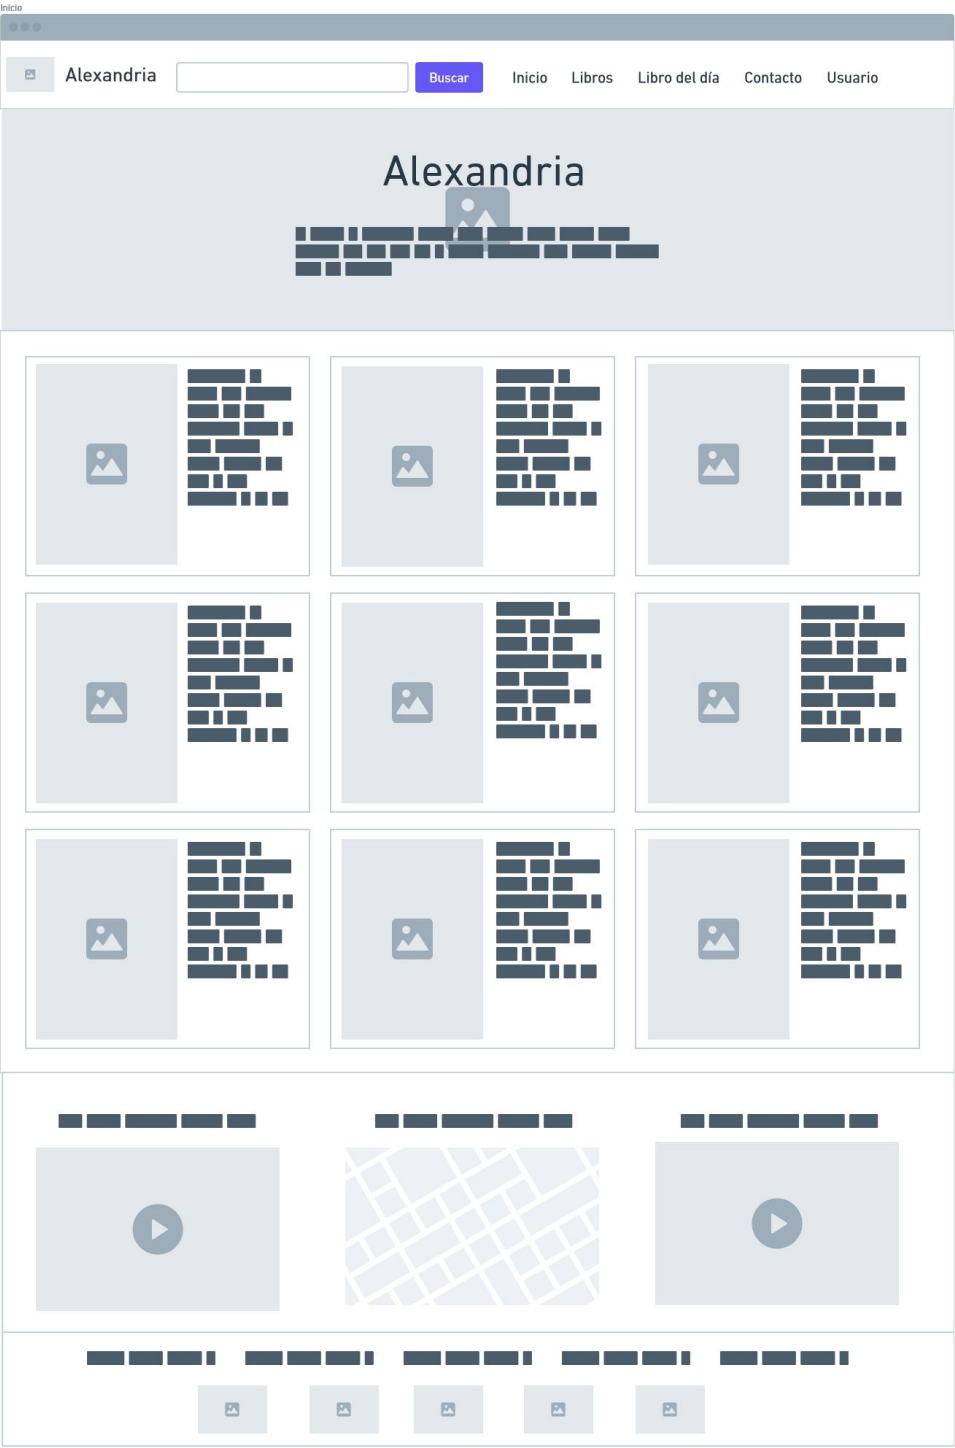 Inicio
Alexandria
Buscar
Inicio Libros Libro del día Contacto Usuario
Alexandria